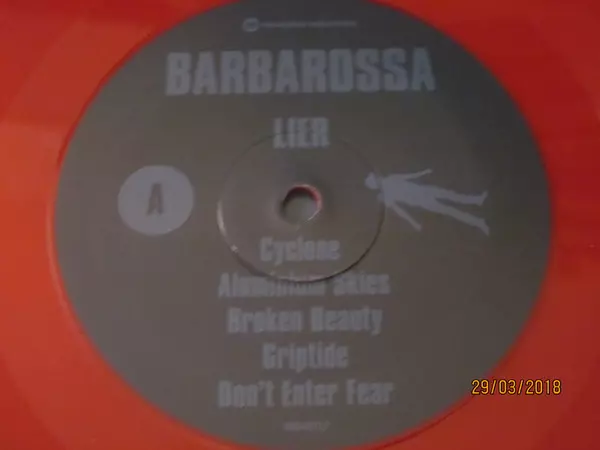 BARBAROSSA
LIER
A
Cyclone
Aluminium Skies
Broken Beauty
Griptide
Don't Enter Fear
29/03/2018